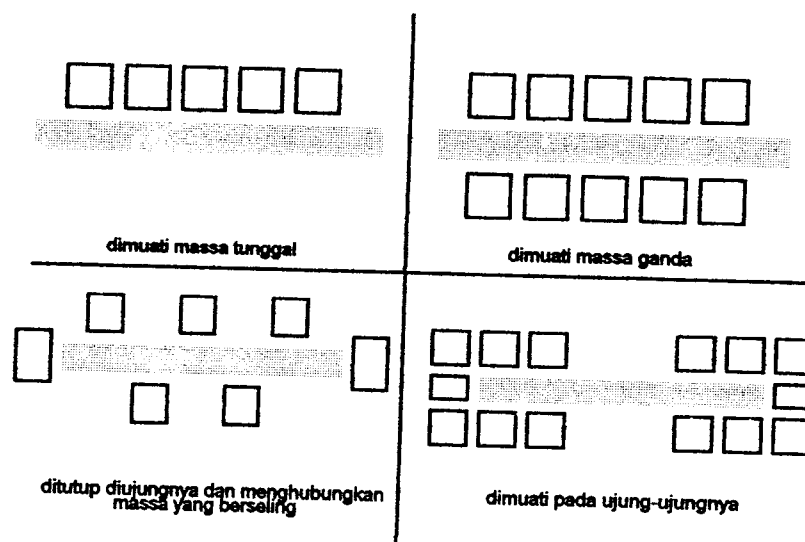 dimuati massa tunggal
dimuati massa ganda
ditutup diujungnya dan menghubungkan
massa yang berseling
dimuati pada ujung-ujungnya